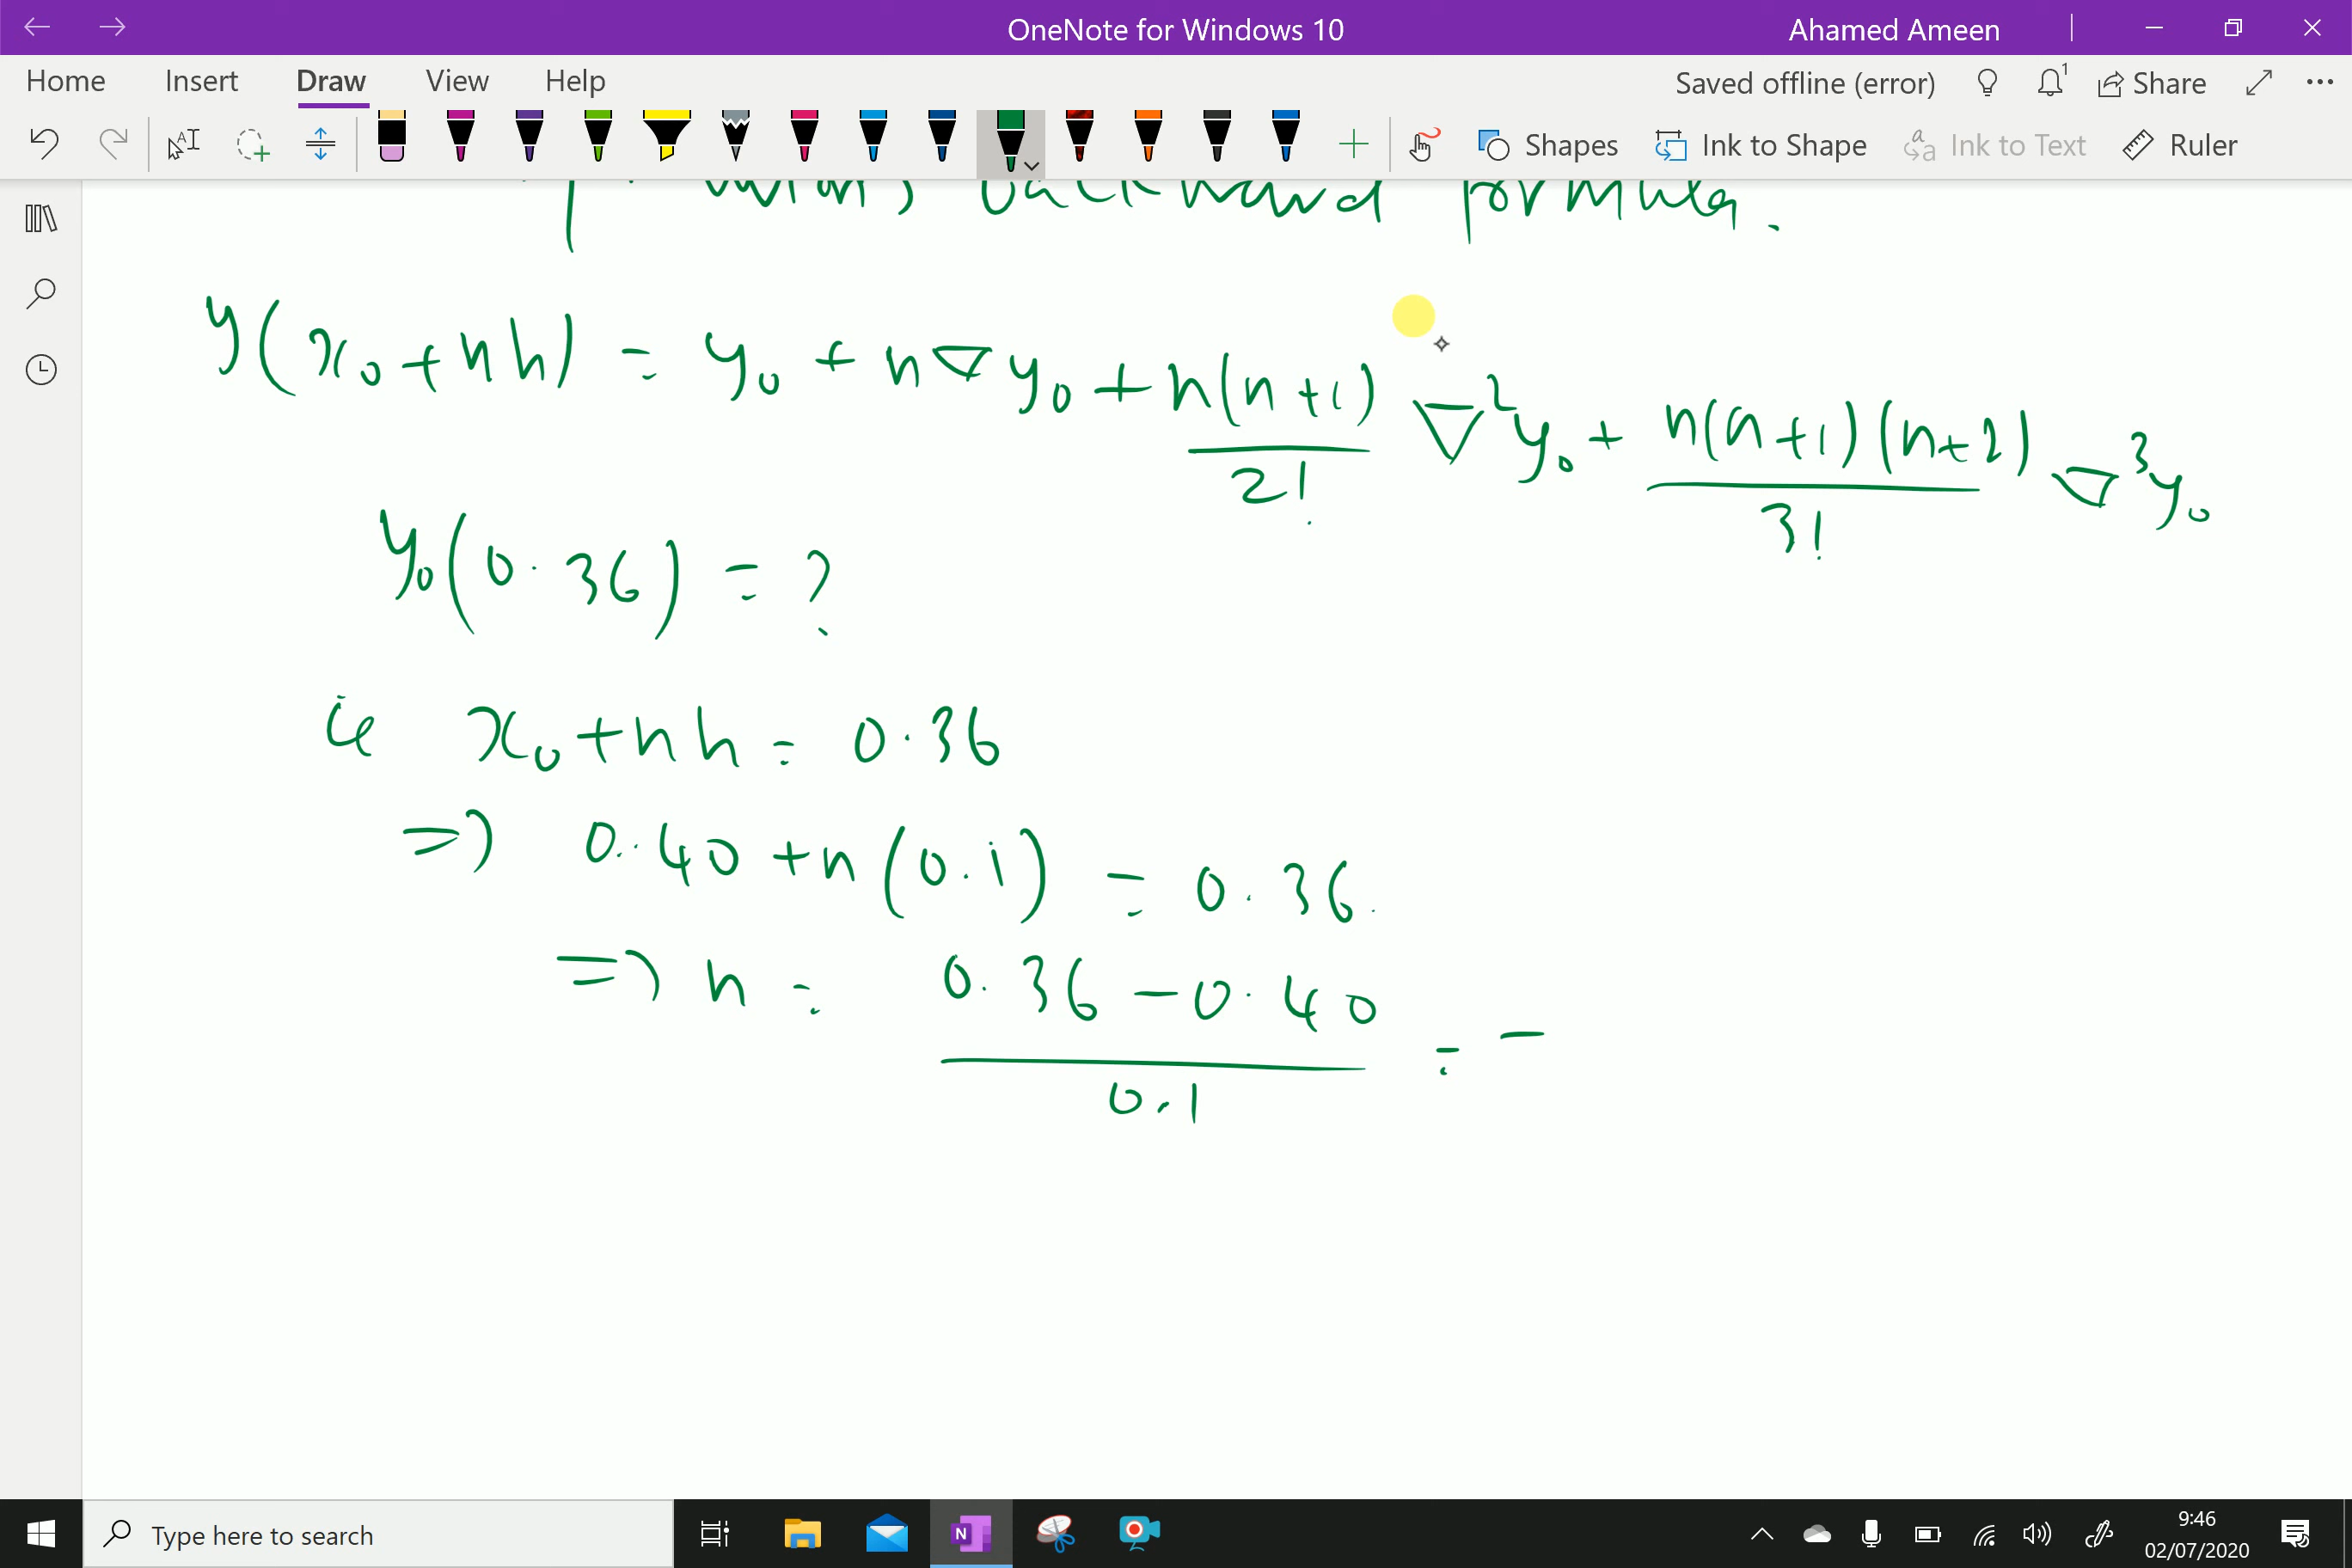 OneNote for Windows 10
Ahamed Ameen
Home Insert Draw View Help
Saved offline (error) 1 Share
Shapes Ink to Shape Ink to Text Ruler
backward formula.
y(x₀+nh) = y₀ + n∇y₀ + n(n+1)/2! ∇²y₀ + n(n+1)(n+2)/3! ∇³y₀
y₀(0.36) = ?
ie x₀+nh = 0.36
=) 0.40 +n(0.1) = 0.36.
=) n = 0.36 - 0.40 / 0.1 = -
Type here to search
9:46
02/07/2020